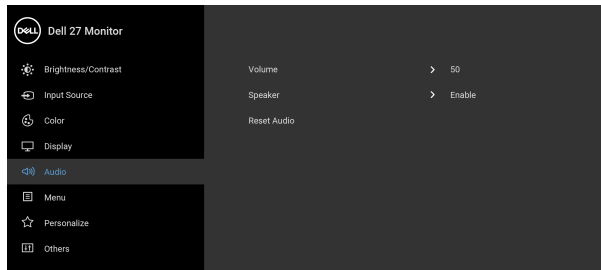 DELL Dell 27 Monitor
Brightness/Contrast
Volume > 50
Input Source
Speaker > Enable
Color
Reset Audio
Display
Audio
Menu
Personalize
Others